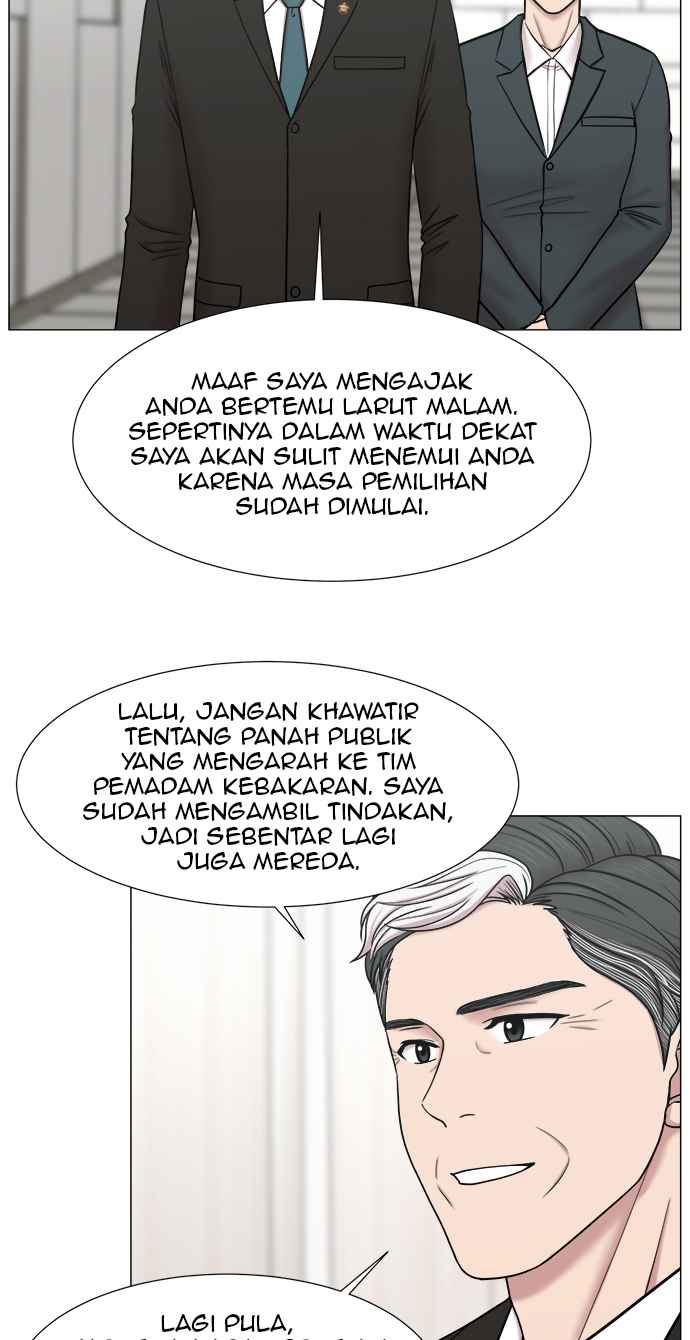 MAAF SAYA MENGAJAK
ANDA BERTEMU LARUT MALAM.
SEPERTINYA DALAM WAKTU DEKAT
SAYA AKAN SULIT MENEMUI ANDA
KARENA MASA PEMILIHAN
SUDAH DIMULAI.
LALU, JANGAN KHAWATIR
TENTANG PANAH PUBLIK
YANG MENGARAH KE TIM
PEMADAM KEBAKARAN. SAYA
SUDAH MENGAMBIL TINDAKAN,
JADI SEBENTAR LAGI
JUGA MEREDA.
LAGI PULA,